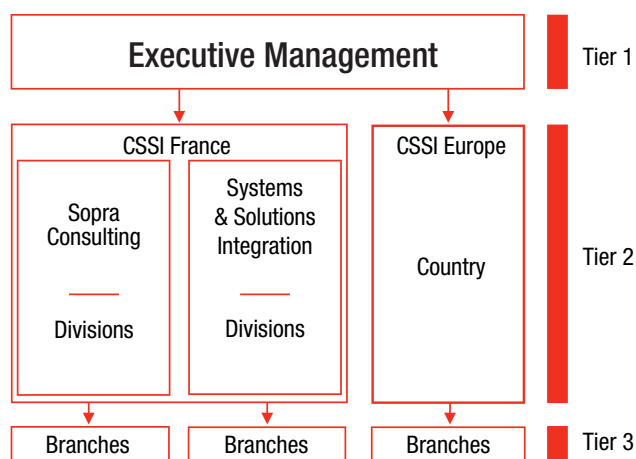 Executive Management
Tier 1
CSSI France
CSSI Europe
Sopra
Consulting
Divisions
Systems
& Solutions
Integration
Divisions
Country
Tier 2
Branches
Branches
Branches
Tier 3